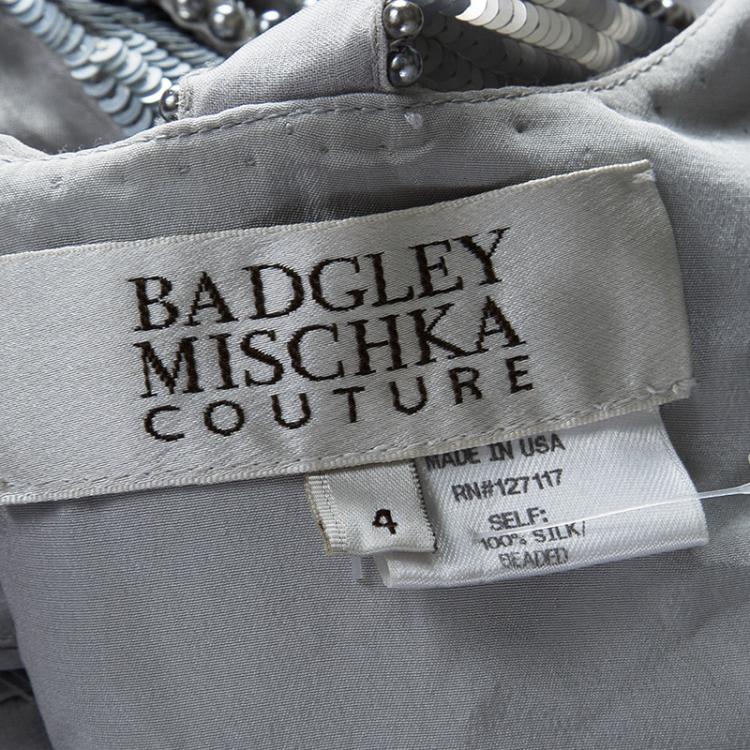 BADGLEY
MISCHKA
COUTURE
4
MADE IN USA
RN#127117
SELF:
100% SILK/
BEADED